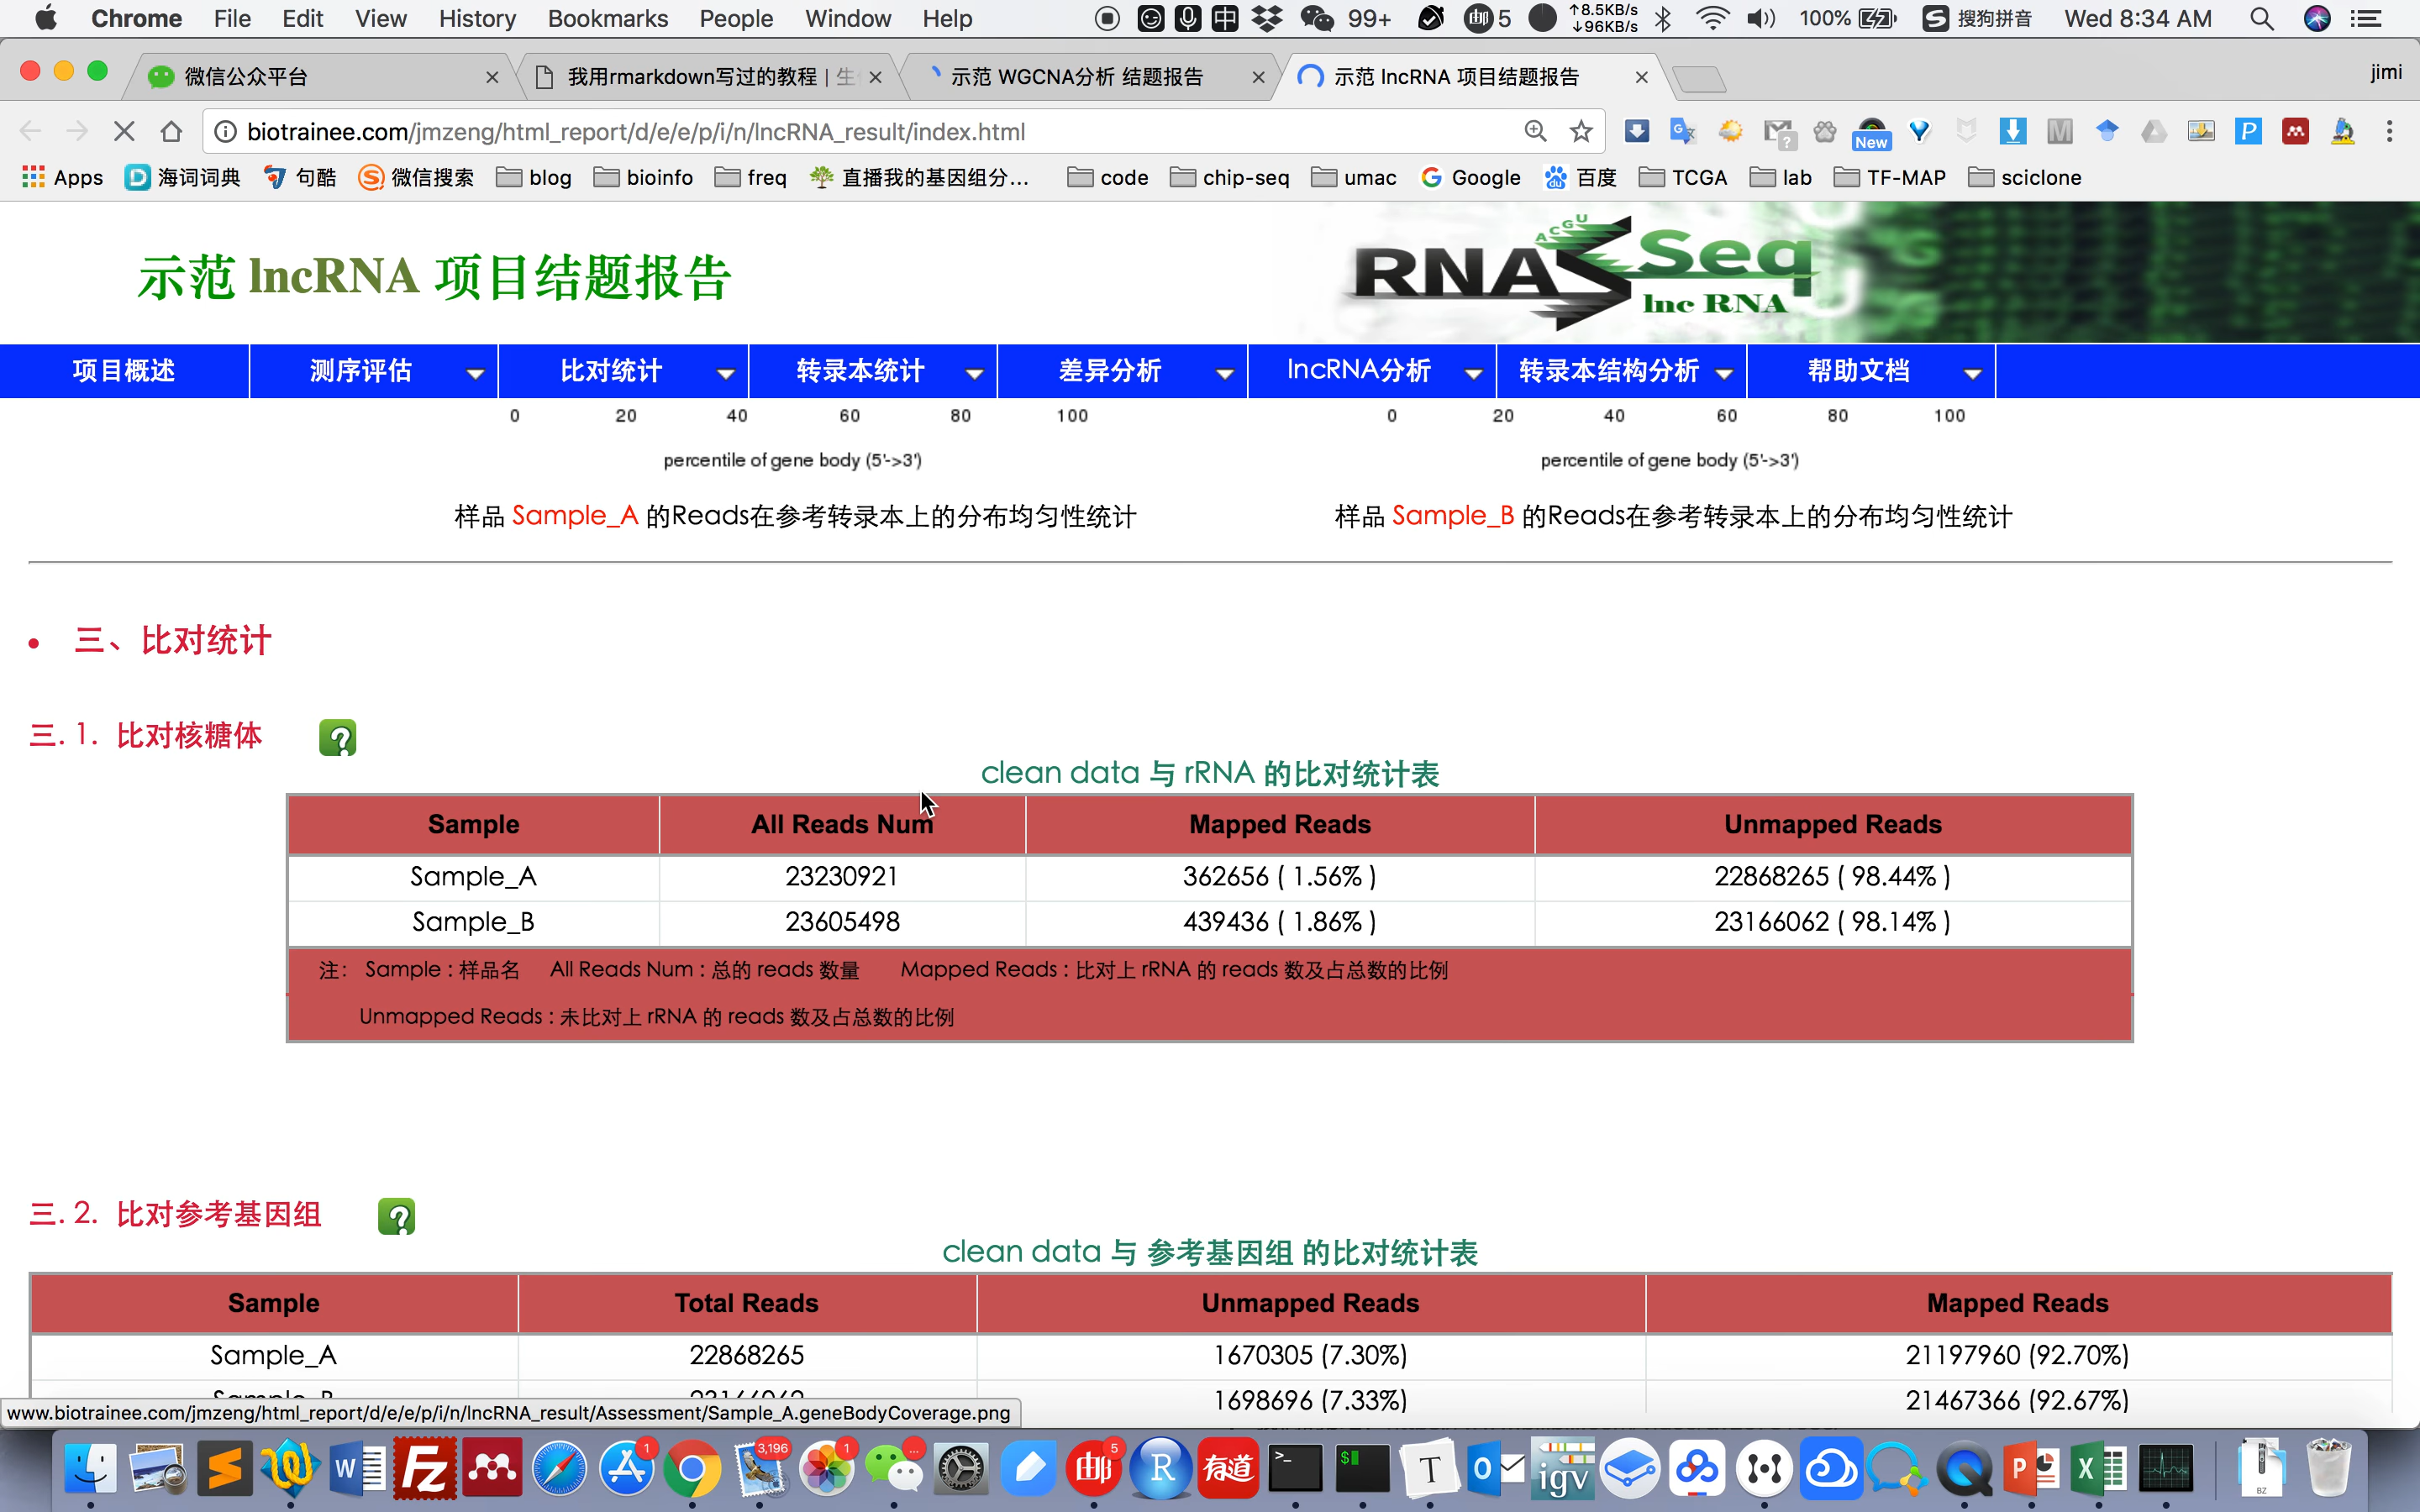 Chrome File Edit View History Bookmarks People Window Help 中 99+ 邮 5 ↑8.5KB/s ↓96KB/s 100% S 搜狗拼音 Wed 8:34 AM
微信公众平台 我用rmarkdown写过的教程 | 生 示范 WGCNA分析 结题报告 示范 lncRNA 项目结题报告 jimi
biotrainee.com/jmzeng/html_report/d/e/e/p/i/n/lncRNA_result/index.html New
Apps 海词词典 句酷 微信搜索 blog bioinfo freq 直播我的基因组分... code chip-seq umac Google 百度 TCGA lab TF-MAP sciclone
示范 lncRNA 项目结题报告
ACGU
RNA Seq
lnc RNA
项目概述 测序评估 比对统计 转录本统计 差异分析 lncRNA分析 转录本结构分析 帮助文档
0 20 40 60 80 100 0 20 40 60 80 100
percentile of gene body (5'->3') percentile of gene body (5'->3')
样品 Sample_A 的Reads在参考转录本上的分布均匀性统计 样品 Sample_B 的Reads在参考转录本上的分布均匀性统计
• 三、比对统计
三. 1. 比对核糖体 ?
clean data 与 rRNA 的比对统计表
Sample All Reads Num Mapped Reads Unmapped Reads
Sample_A 23230921 362656 ( 1.56% ) 22868265 ( 98.44% )
Sample_B 23605498 439436 ( 1.86% ) 23166062 ( 98.14% )
注: Sample : 样品名 All Reads Num : 总的 reads 数量 Mapped Reads : 比对上 rRNA 的 reads 数及占总数的比例
Unmapped Reads : 未比对上 rRNA 的 reads 数及占总数的比例
三. 2. 比对参考基因组 ?
clean data 与 参考基因组 的比对统计表
Sample Total Reads Unmapped Reads Mapped Reads
Sample_A 22868265 1670305 (7.30%) 21197960 (92.70%)
Sample_B 23166062 1698696 (7.33%) 21467366 (92.67%)
www.biotrainee.com/jmzeng/html_report/d/e/e/p/i/n/lncRNA_result/Assessment/Sample_A.geneBodyCoverage.png
W Fz 1 3,196 1 ... 邮 5 R 有道 >_ $ T O igv P X BZ